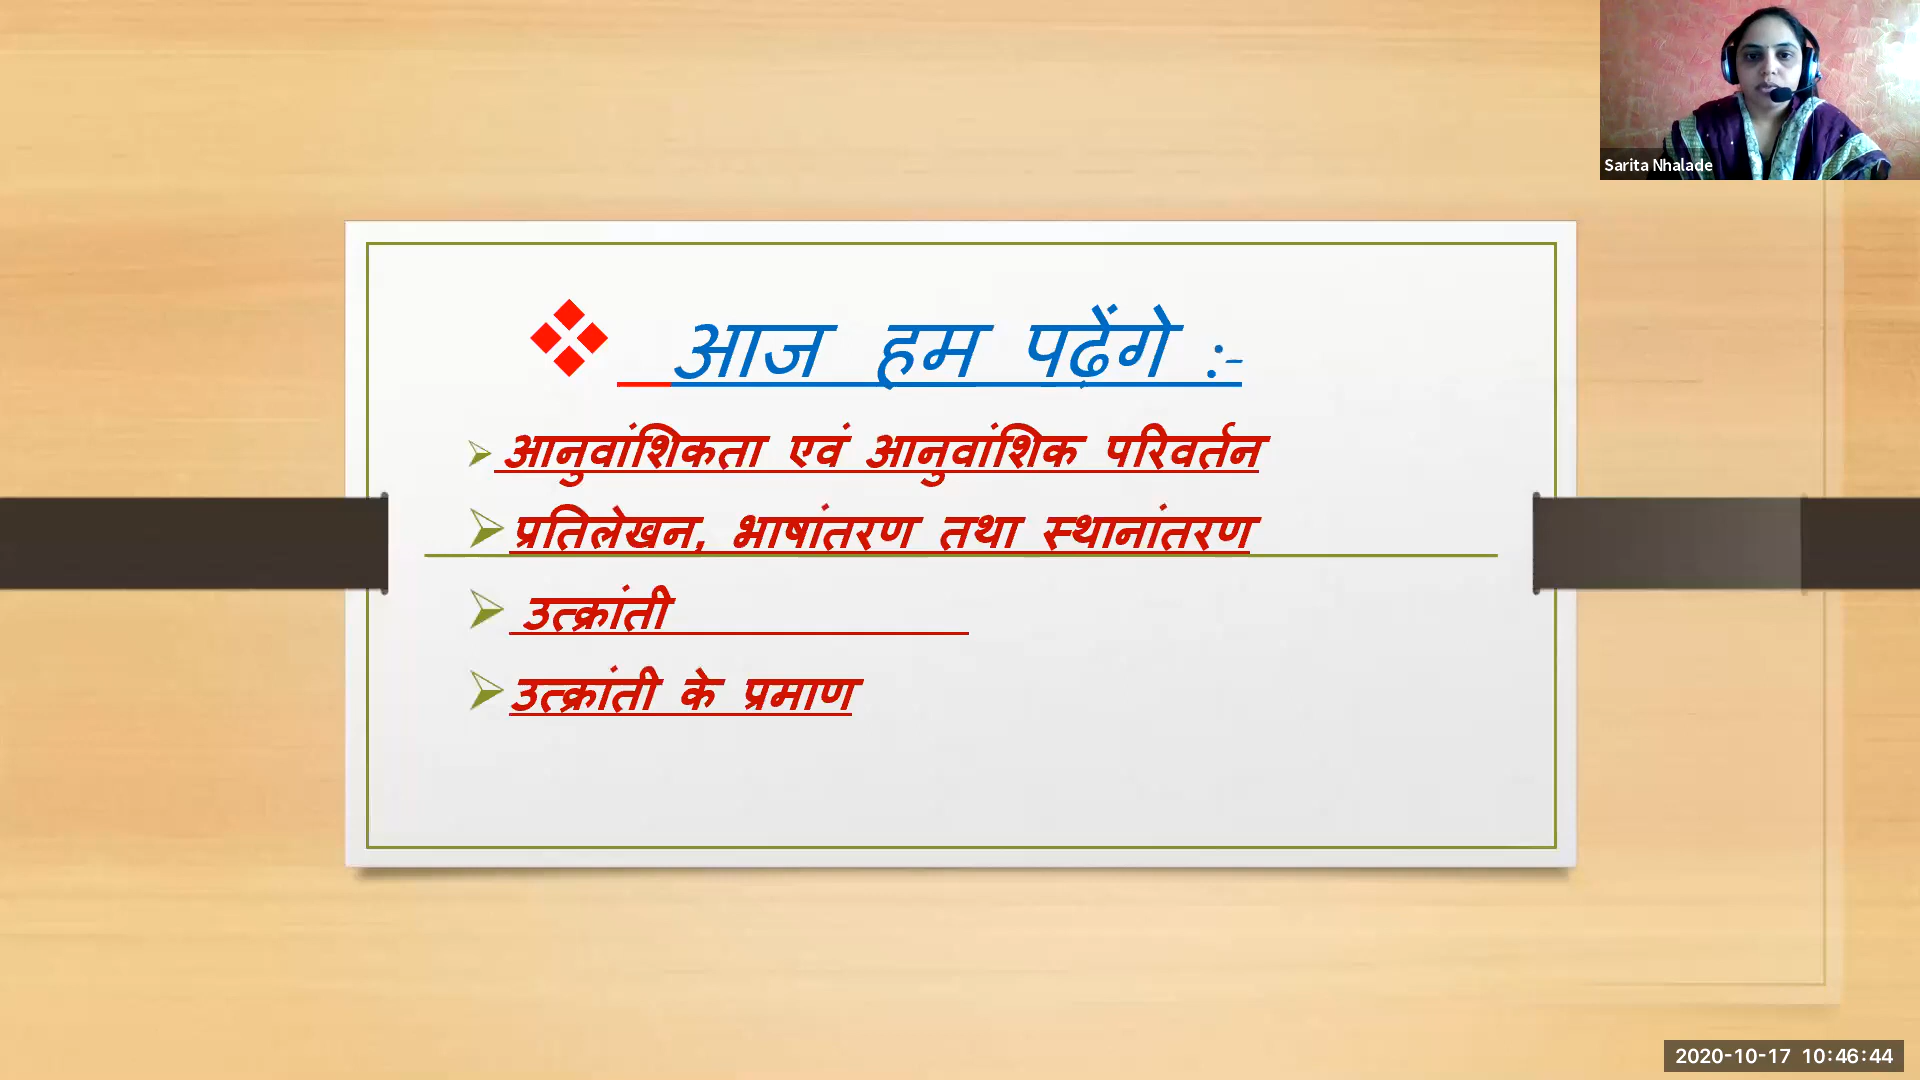 Sarita Nhalade
आज हम पढ़ेंगे :-
आनुवांशिकता एवं आनुवांशिक परिवर्तन
प्रतिलेखन, भाषांतरण तथा स्थानांतरण
उत्क्रांती
उत्क्रांती के प्रमाण
2020-10-17 10:46:44